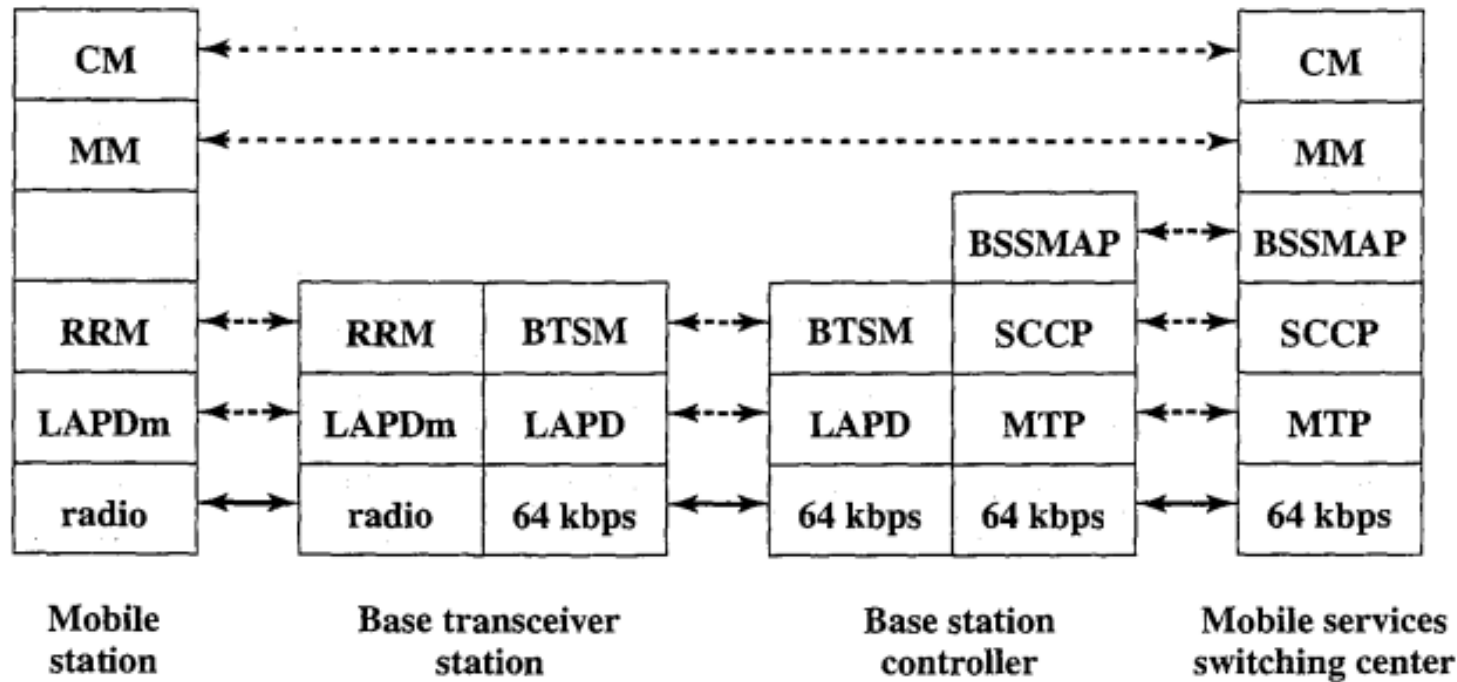 CM
CM
MM
MM
BSSMAP
BSSMAP
RRM
RRM
BTSM
BTSM
SCCP
SCCP
LAPDm
LAPDm
LAPD
LAPD
MTP
MTP
radio
radio
64 kbps
64 kbps
64 kbps
64 kbps
Mobile
station
Base transceiver
station
Base station
controller
Mobile services
switching center